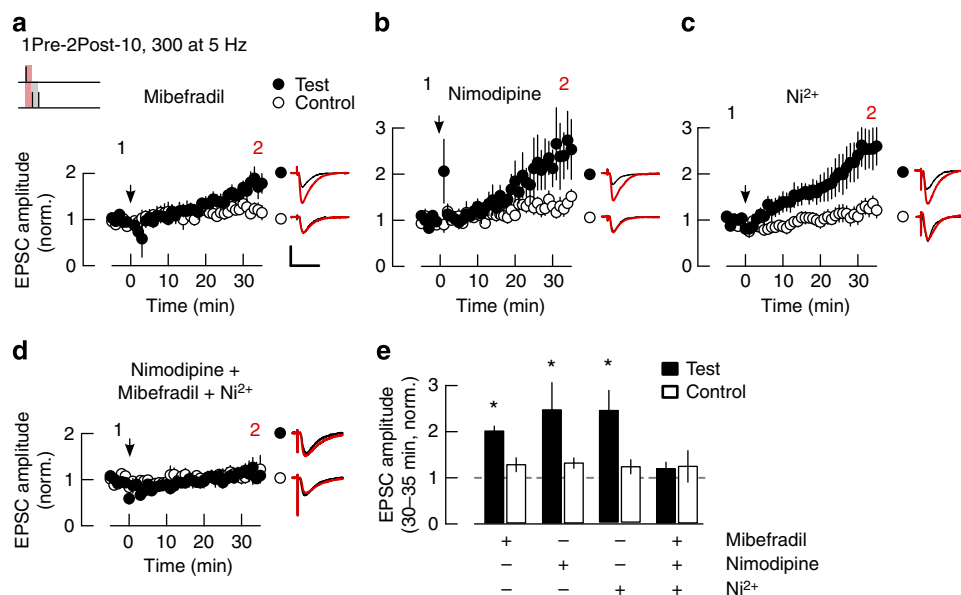 a
1Pre-2Post-10, 300 at 5 Hz
Mibefradil
Test
Control
1
2
EPSC amplitude
(norm.)
2
1
0
0
10
20
30
Time (min)
b
1
Nimodipine
2
3
2
1
0
0
10
20
30
Time (min)
c
Ni²⁺
1
2
3
2
1
0
0
10
20
30
Time (min)
d
Nimodipine +
Mibefradil + Ni²⁺
1
2
EPSC amplitude
(norm.)
2
1
0
0
10
20
30
Time (min)
e
Test
Control
EPSC amplitude
(30–35 min, norm.)
3
2
1
0
* * *
+ – – + Mibefradil
– + – + Nimodipine
– – + + Ni²⁺